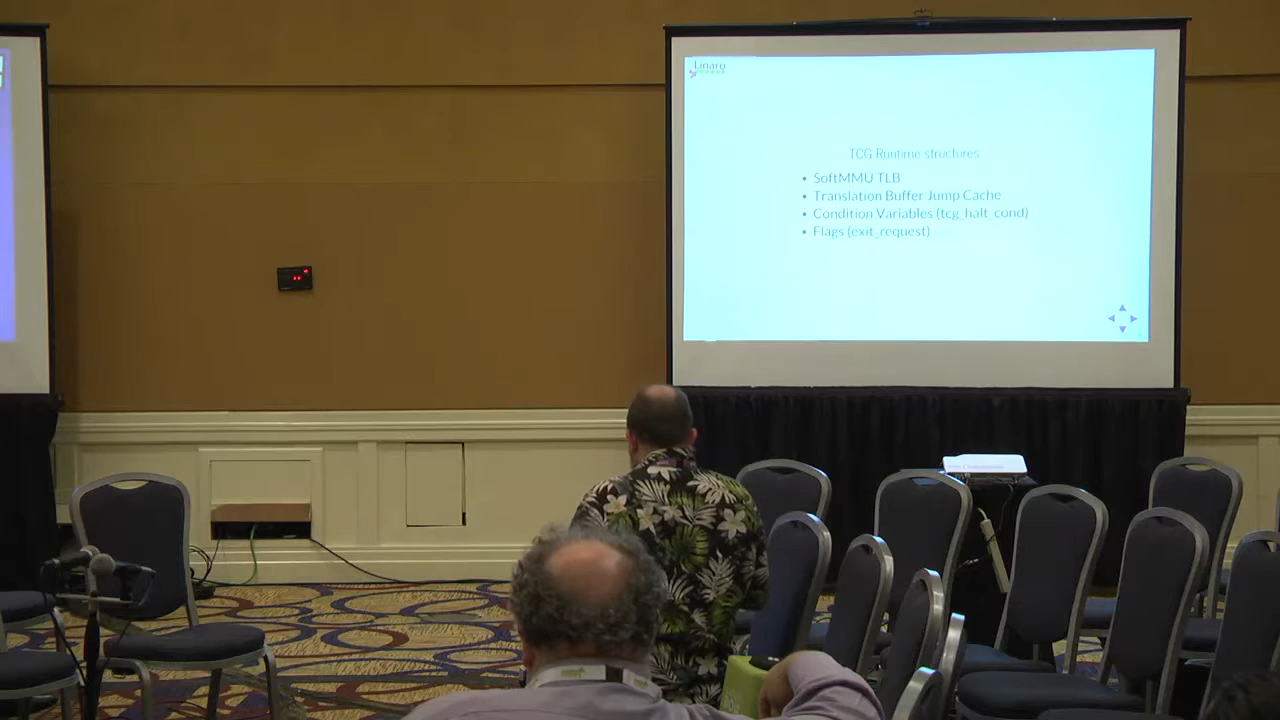 Linaro
TCG Runtime structures
• SoftMMU TLB
• Translation Buffer Jump Cache
• Condition Variables (tcg_halt_cond)
• Flags (exit_request)